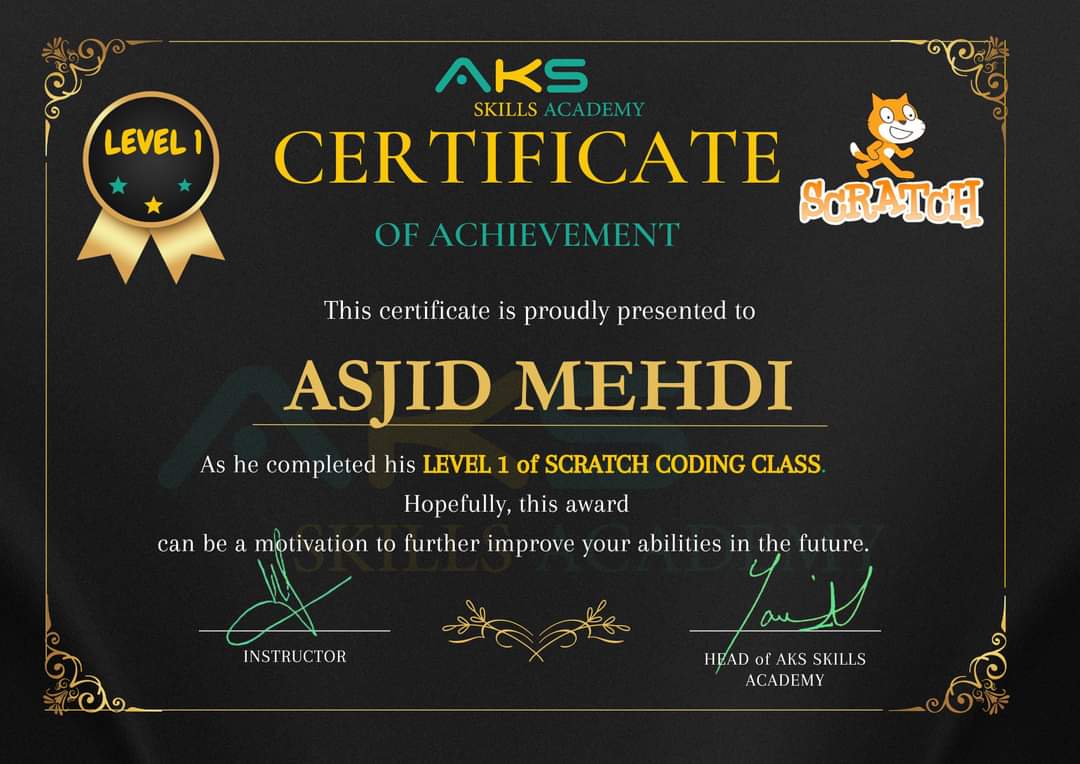 AKS
SKILLS ACADEMY
LEVEL 1
CERTIFICATE
SCRATCH
OF ACHIEVEMENT
This certificate is proudly presented to
ASJID MEHDI
As he completed his LEVEL 1 of SCRATCH CODING CLASS.
Hopefully, this award
can be a motivation to further improve your abilities in the future.
AKS
SKILLS ACADEMY
INSTRUCTOR
HEAD of AKS SKILLS
ACADEMY